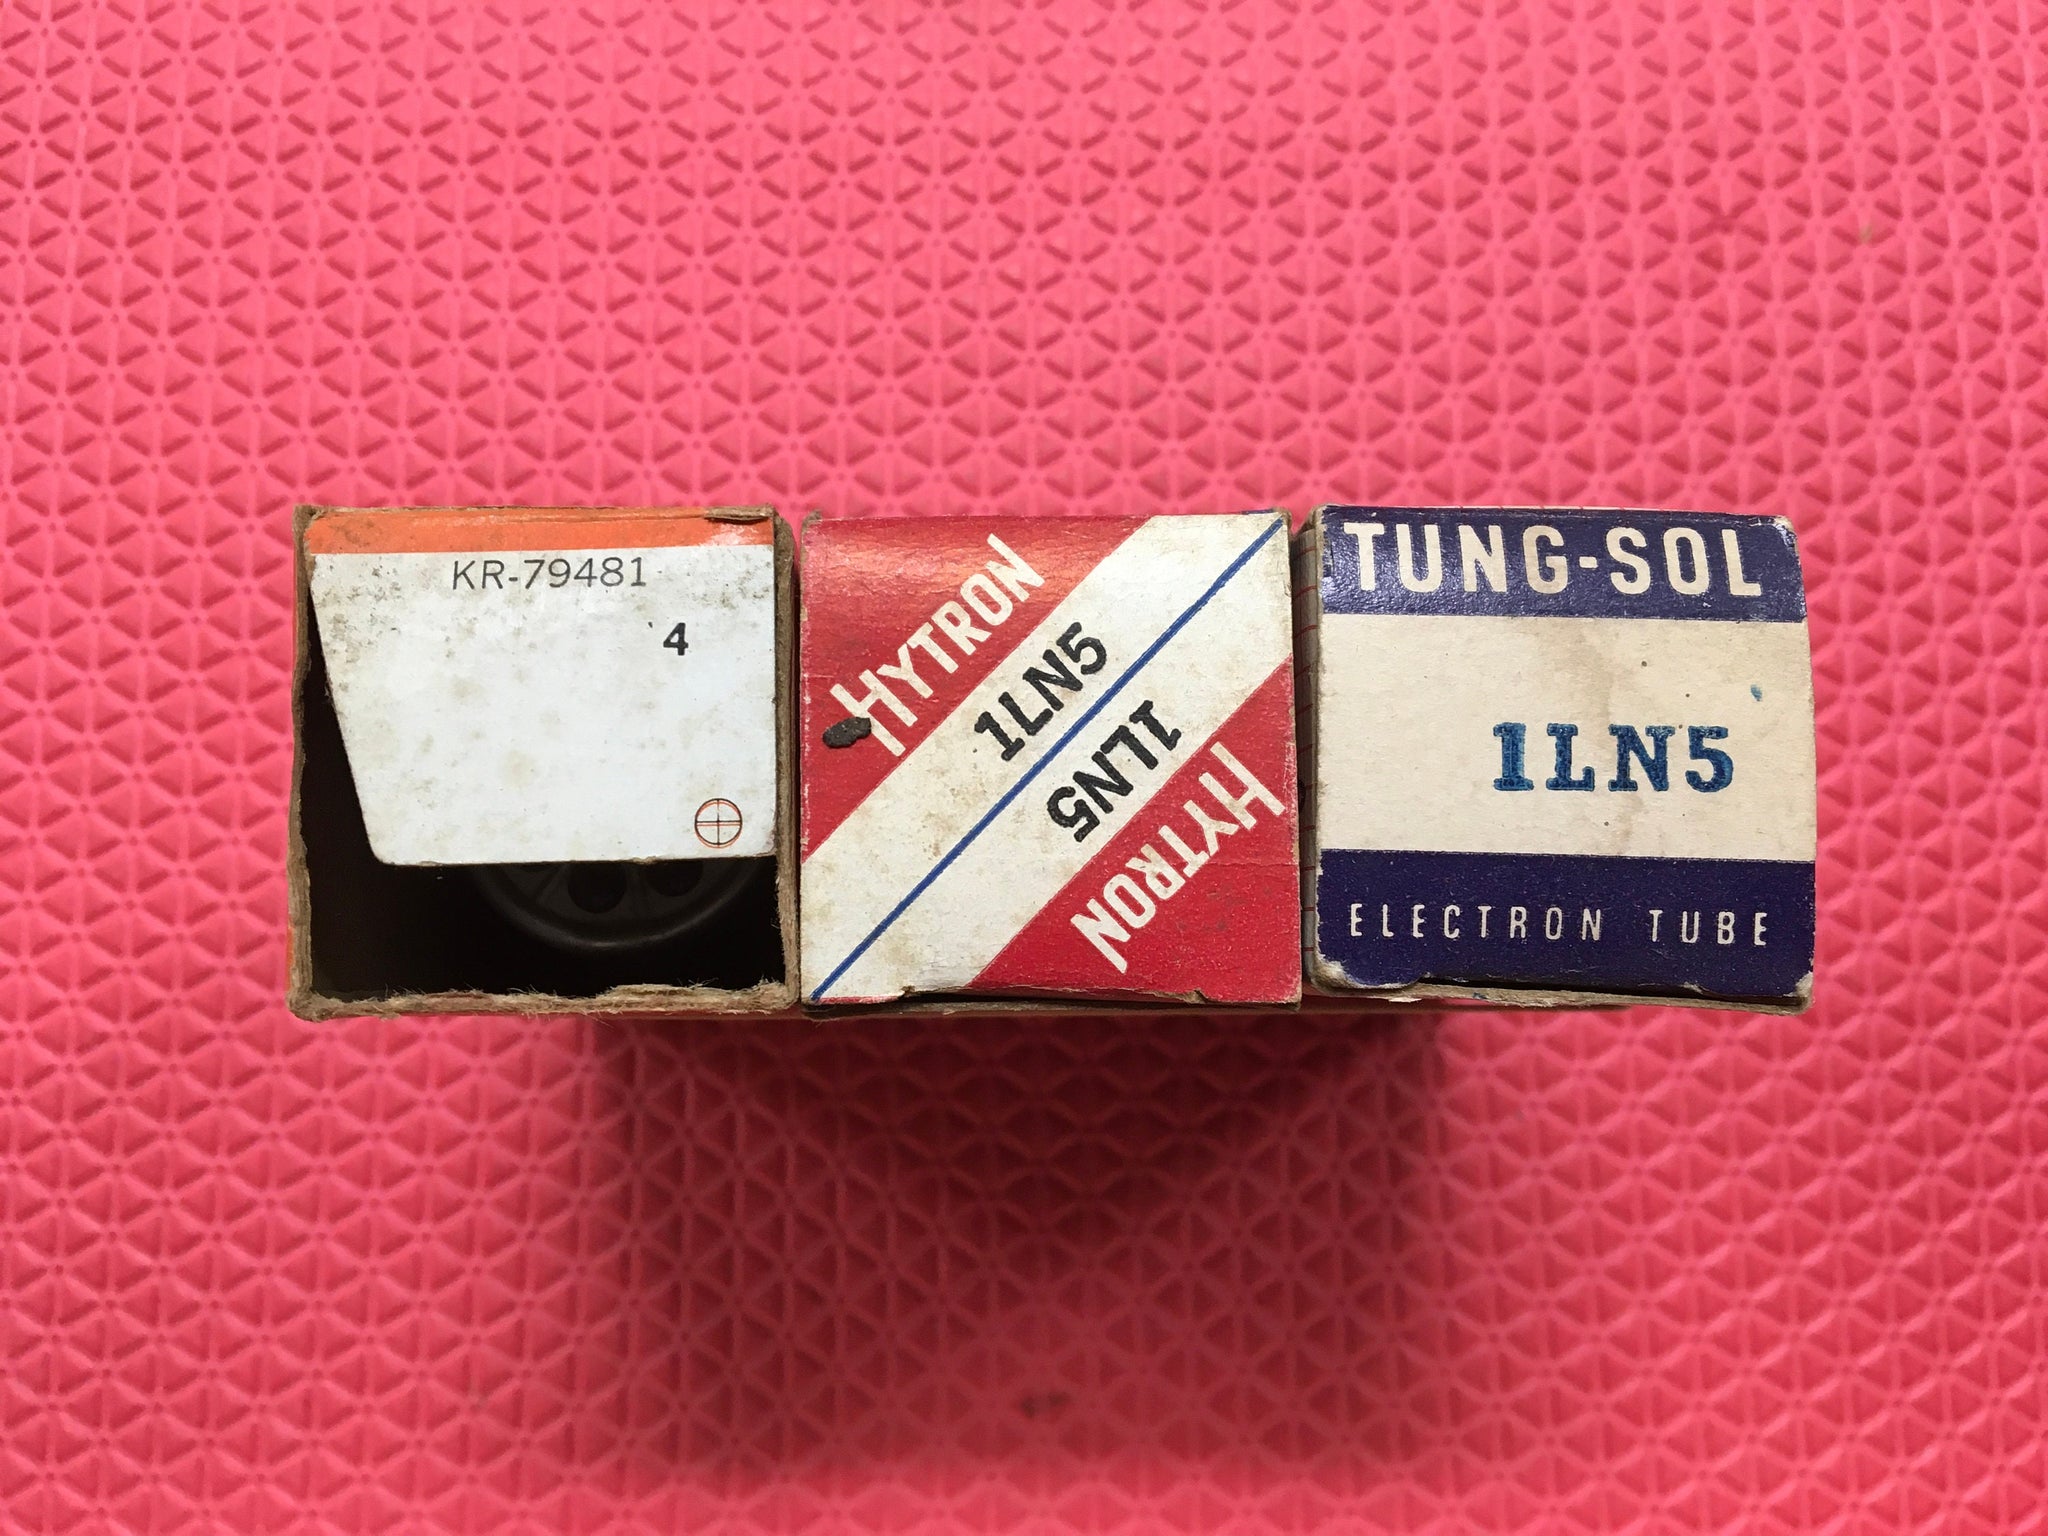 KR-79481
4
HYTRON
1LN5
1LN5
HYTRON
TUNG-SOL
1LN5
ELECTRON TUBE